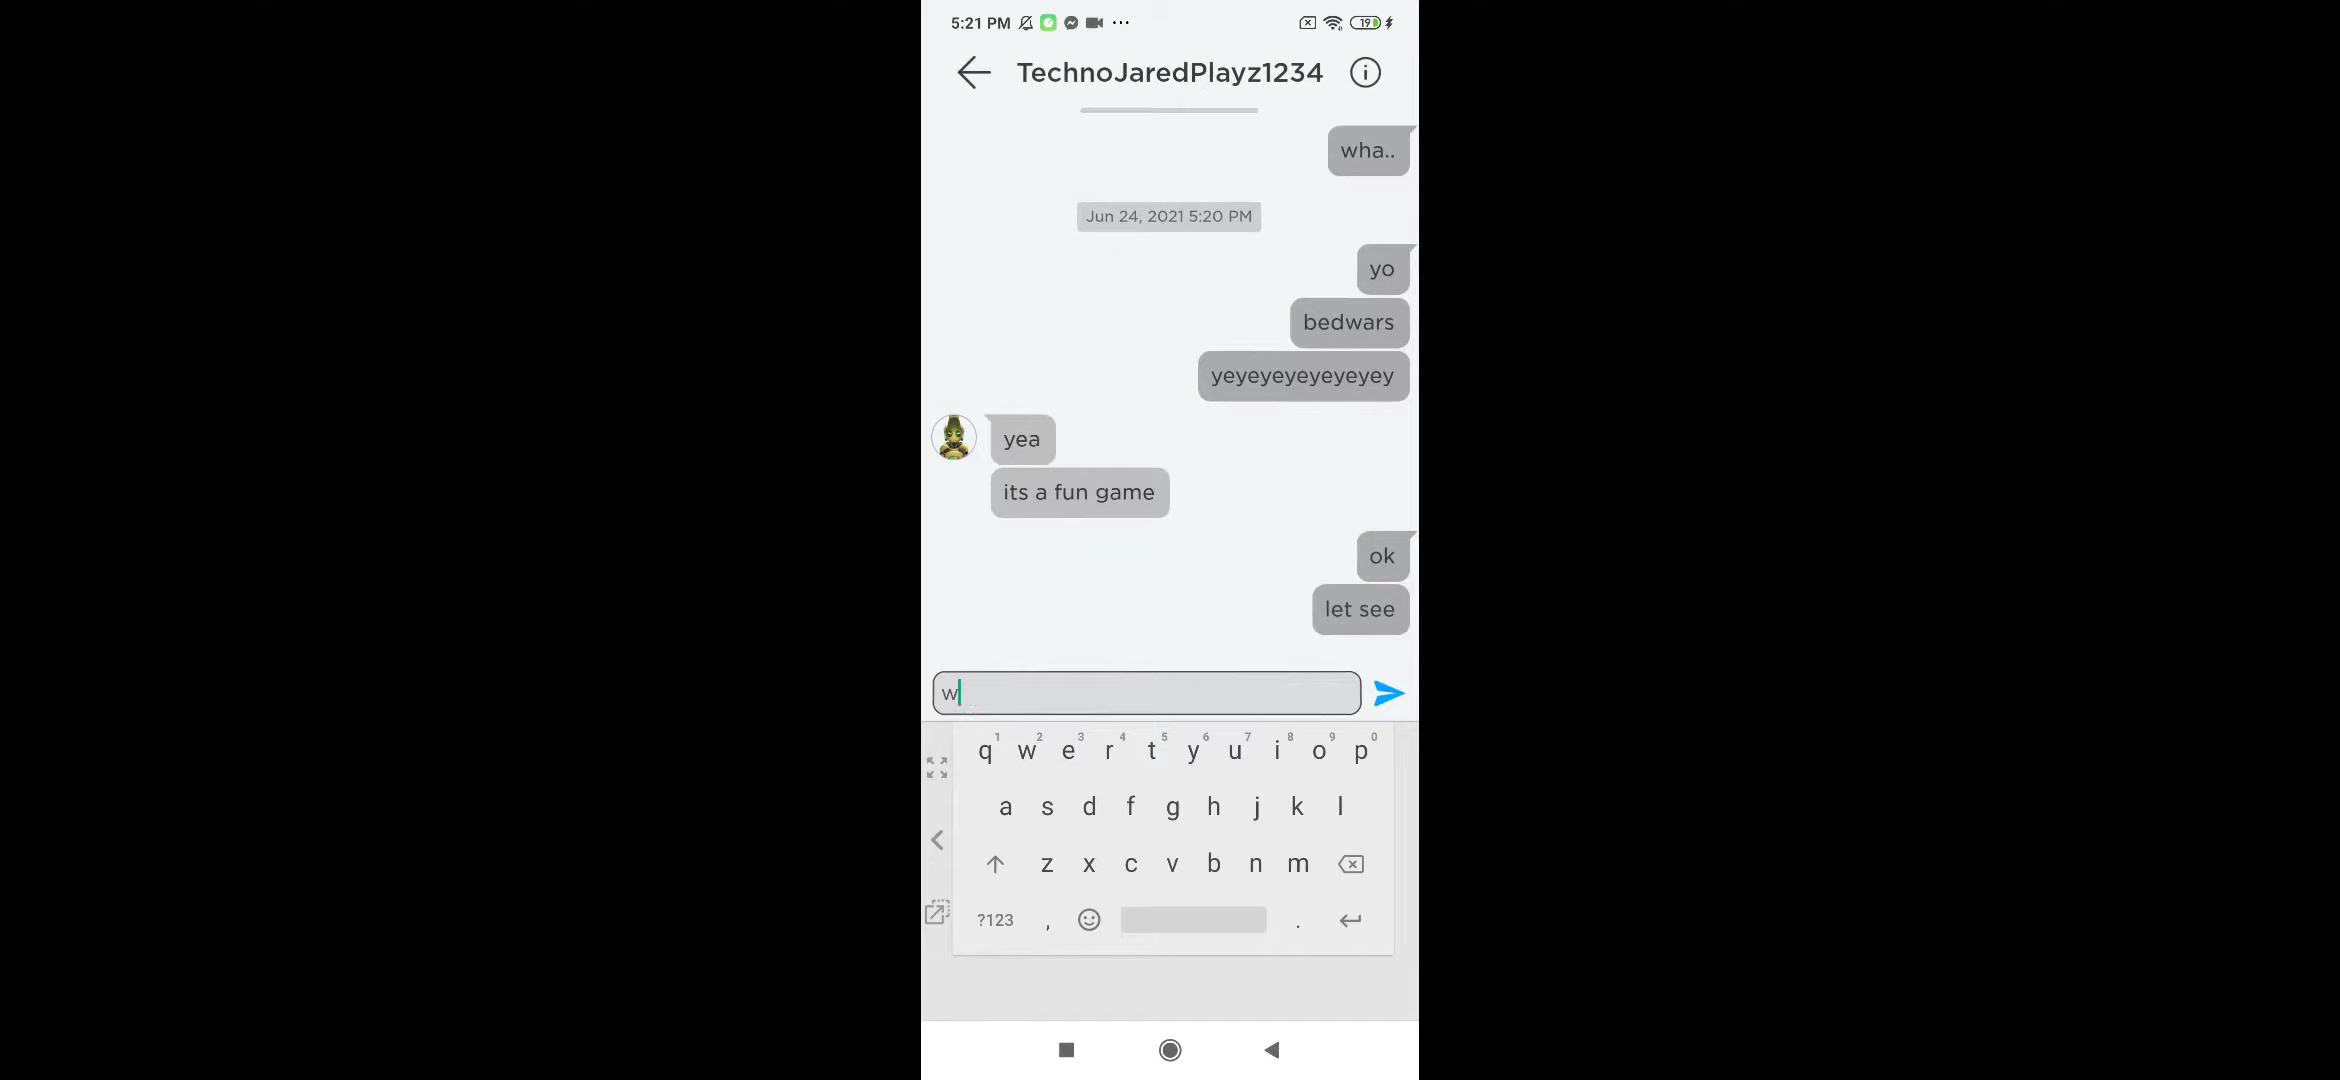 5:21 PM 19
TechnoJaredPlayz1234
wha..
Jun 24, 2021 5:20 PM
yo
bedwars
yeyeyeyeyeyeyey
yea
its a fun game
ok
let see
w
1 2 3 4 5 6 7 8 9 0
q w e r t y u i o p
a s d f g h j k l
z x c v b n m
?123 , .